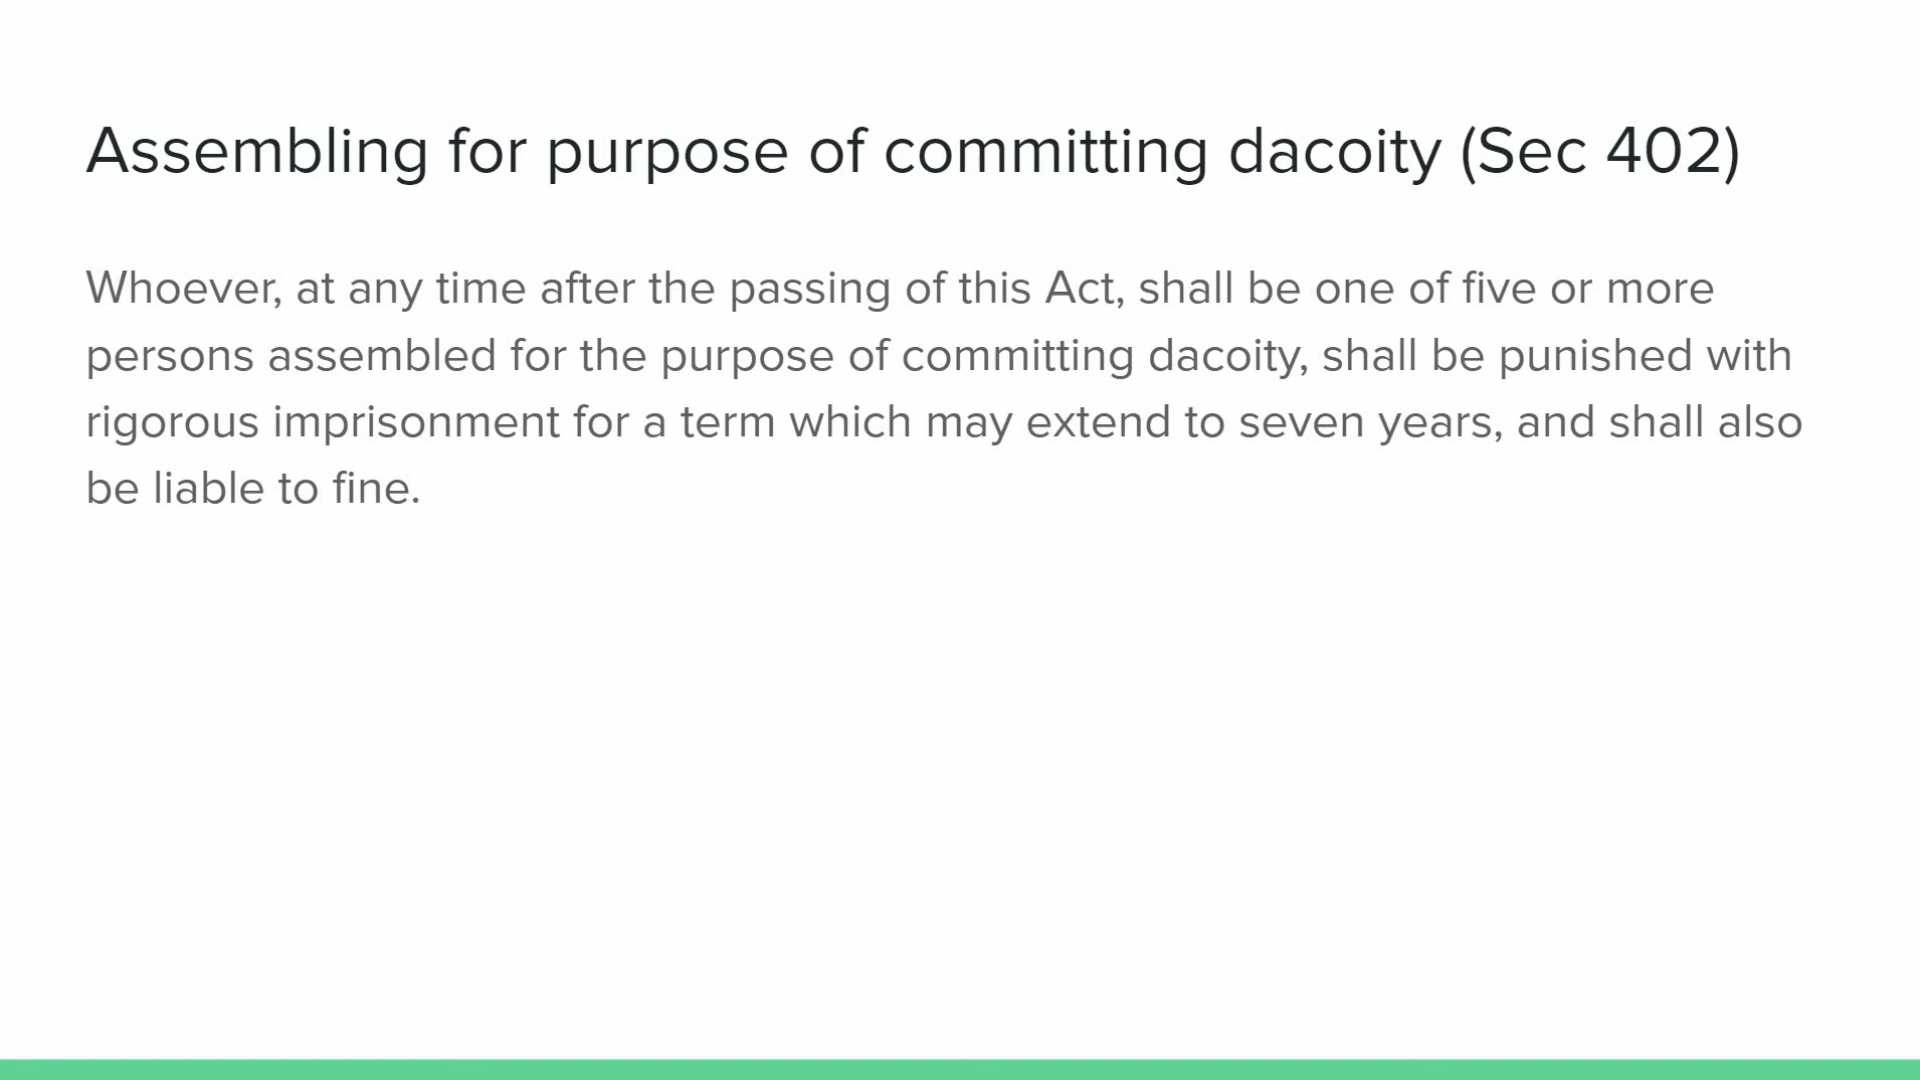 Assembling for purpose of committing dacoity (Sec 402)
Whoever, at any time after the passing of this Act, shall be one of five or more
persons assembled for the purpose of committing dacoity, shall be punished with
rigorous imprisonment for a term which may extend to seven years, and shall also
be liable to fine.